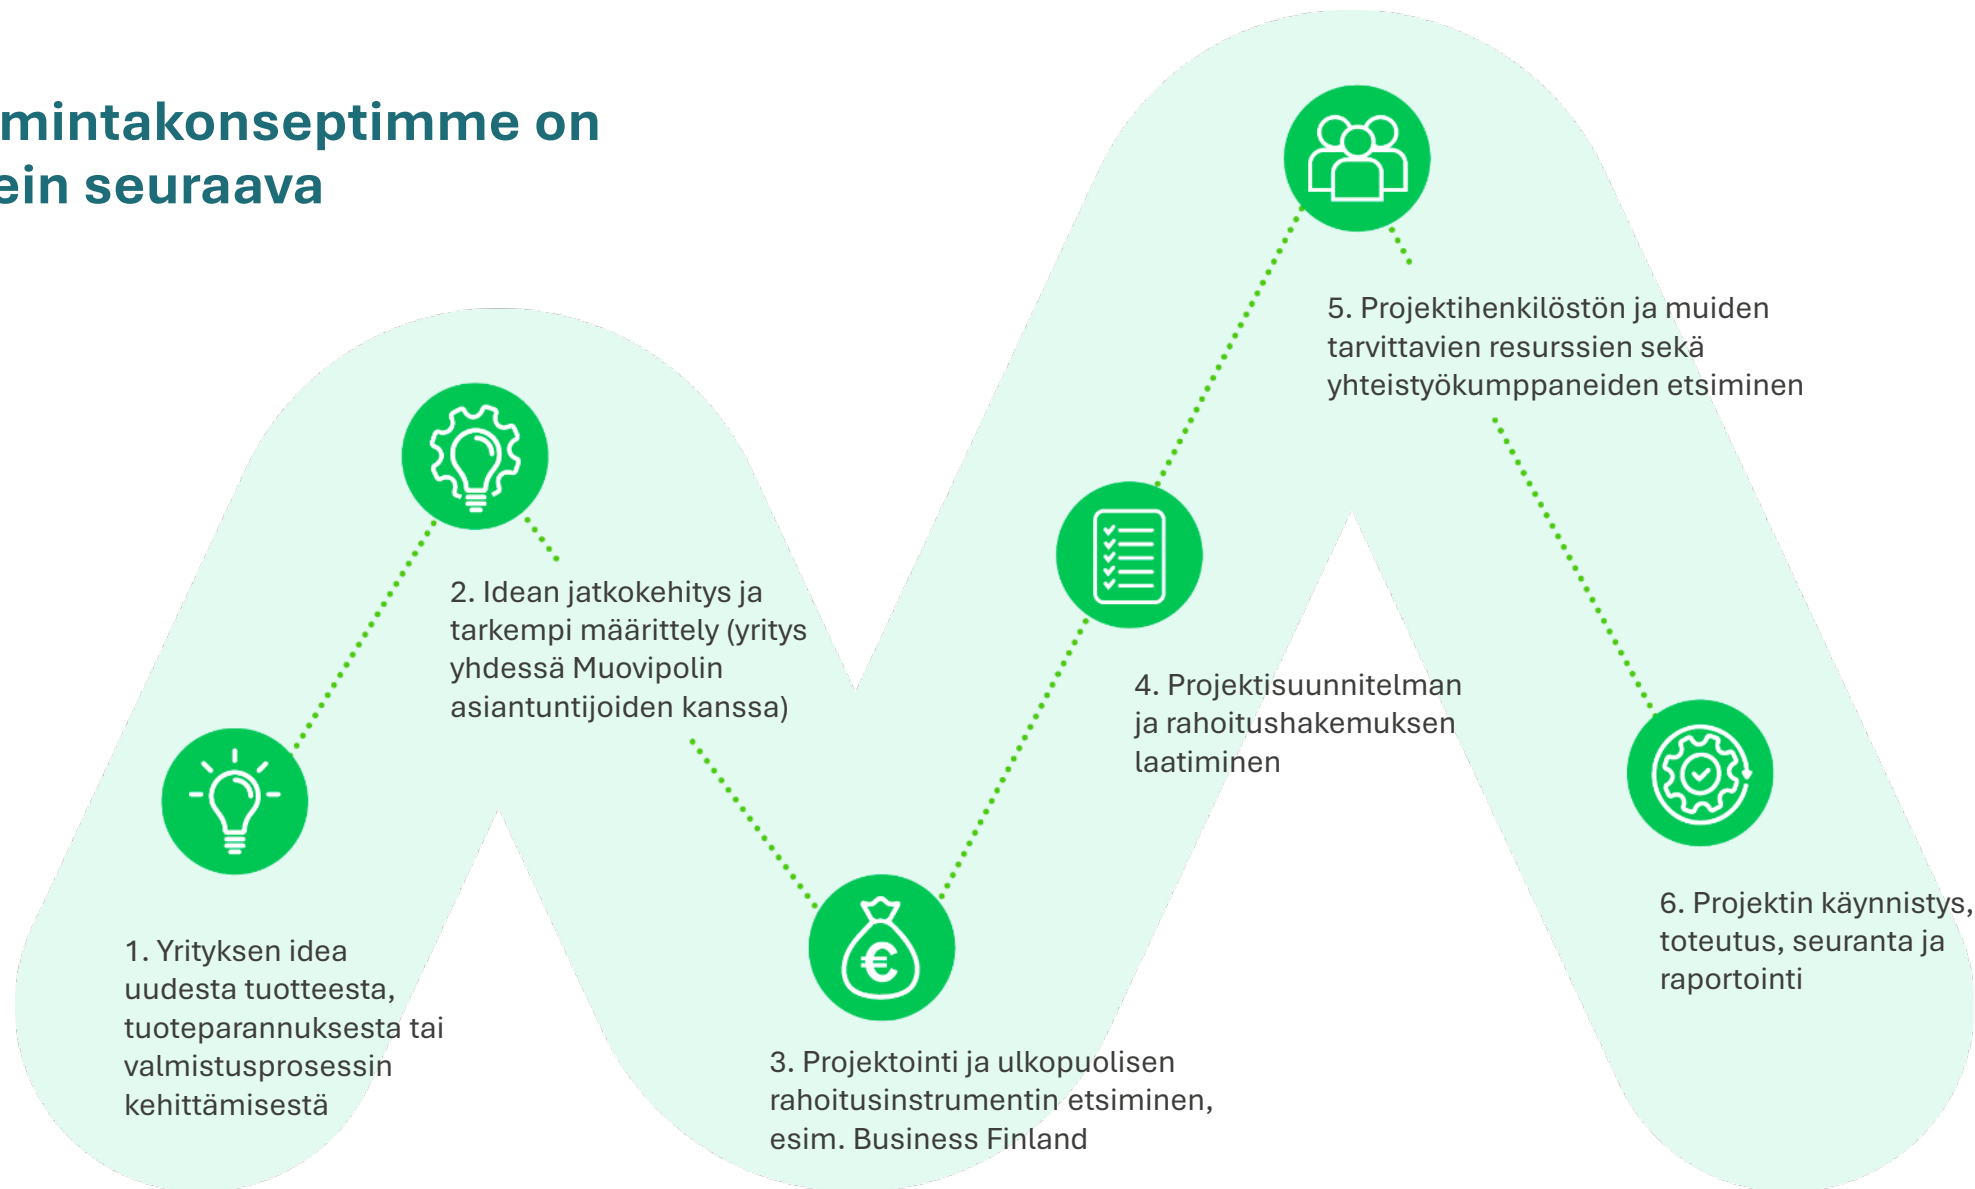 mintakonseptimme on
ein seuraava
1. Yrityksen idea
uudesta tuotteesta,
tuoteparannuksesta tai
valmistusprosessin
kehittämisestä
2. Idean jatkokehitys ja
tarkempi määrittely (yritys
yhdessä Muovipolin
asiantuntijoiden kanssa)
3. Projektointi ja ulkopuolisen
rahoitusinstrumentin etsiminen,
esim. Business Finland
4. Projektisuunnitelman
ja rahoitushakemuksen
laatiminen
5. Projektihenkilöstön ja muiden
tarvittavien resurssien sekä
yhteistyökumppaneiden etsiminen
6. Projektin käynnistys,
toteutus, seuranta ja
raportointi
€